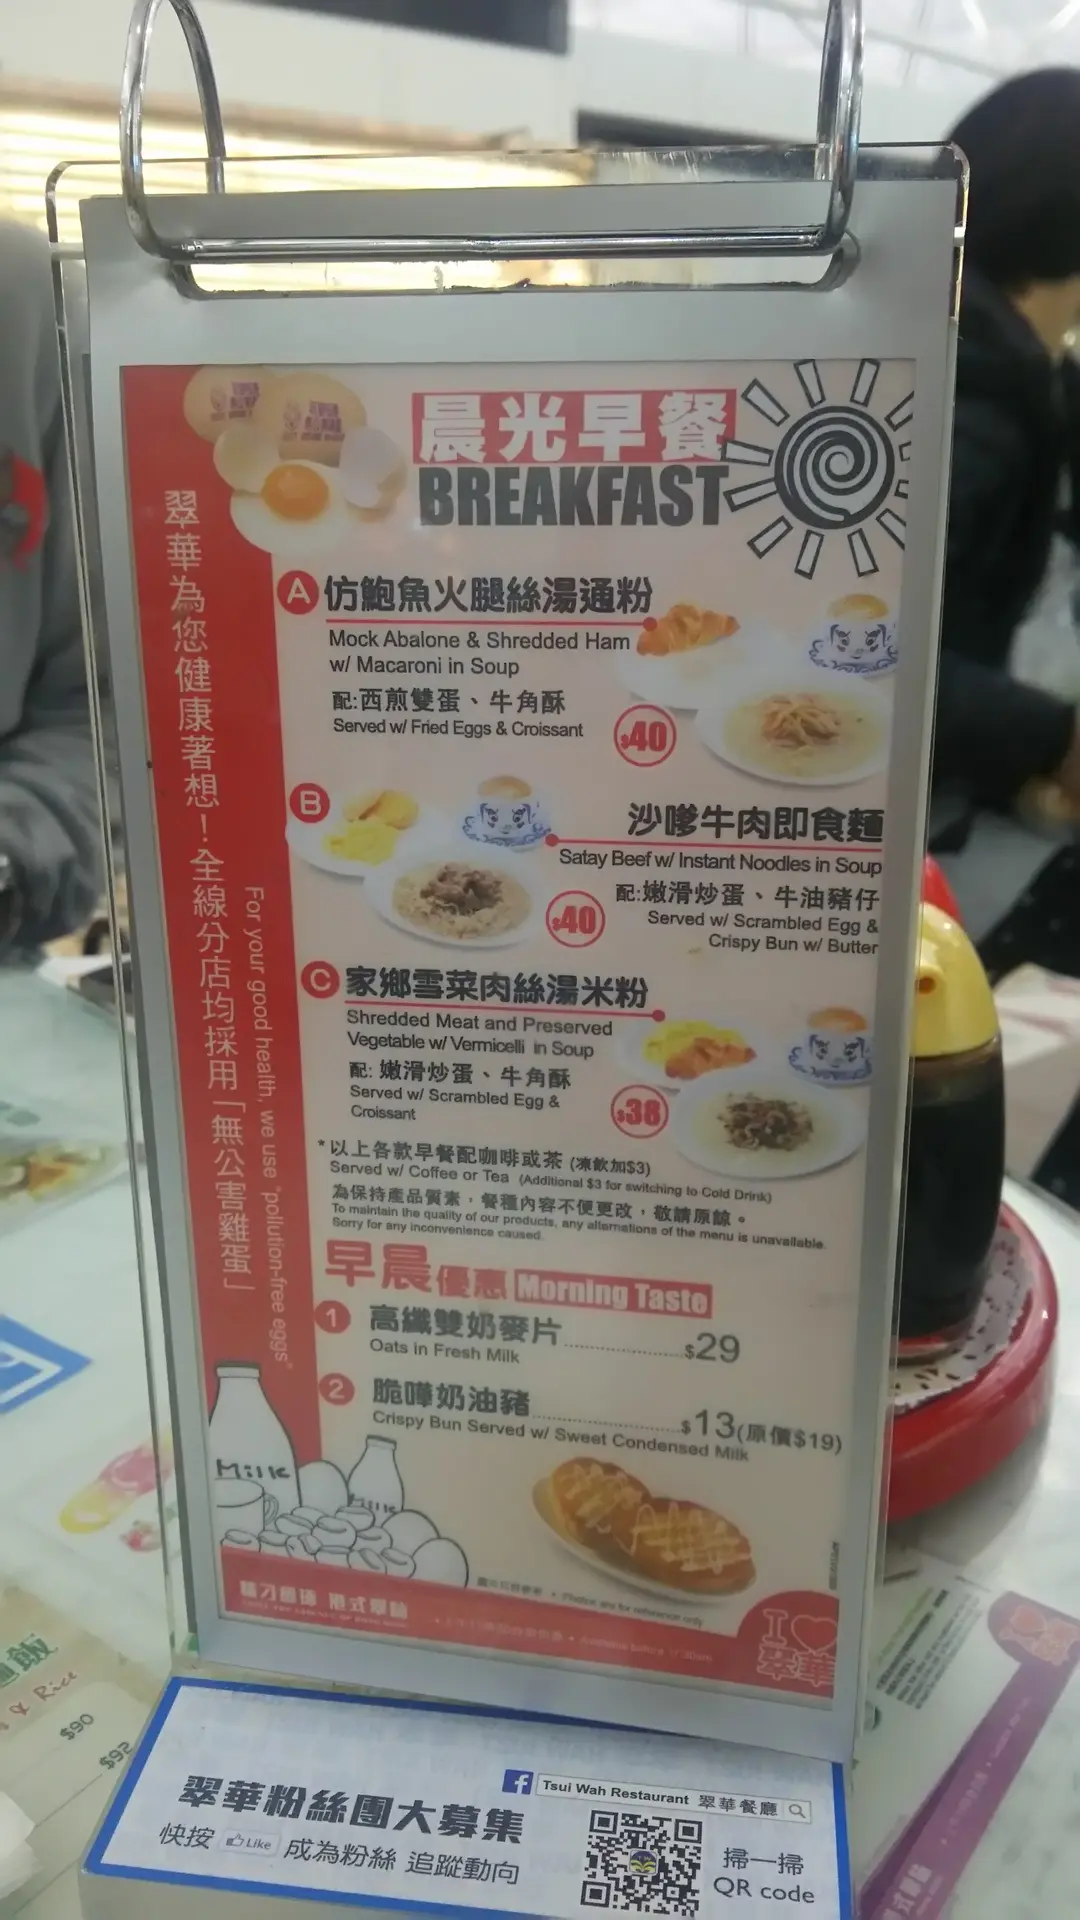 晨光早餐
BREAKFAST
翠華為您健康著想！全線分店均採用「無公害雞蛋」
For your good health, we use "pollution-free eggs"
A 仿鮑魚火腿絲湯通粉
Mock Abalone & Shredded Ham
w/ Macaroni in Soup
配:西煎雙蛋、牛角酥
Served w/ Fried Eggs & Croissant
$40
B
沙嗲牛肉即食麵
Satay Beef w/ Instant Noodles in Soup
配:嫩滑炒蛋、牛油豬仔
Served w/ Scrambled Egg &
Crispy Bun w/ Butter
$40
C 家鄉雪菜肉絲湯米粉
Shredded Meat and Preserved
Vegetable w/ Vermicelli in Soup
配: 嫩滑炒蛋、牛角酥
Served w/ Scrambled Egg &
Croissant
$38
*以上各款早餐配咖啡或茶 (凍飲加$3)
Served w/ Coffee or Tea (Additional $3 for switching to Cold Drink)
為保持產品質素，餐種內容不便更改，敬請原諒。
To maintain the quality of our products, any alternations of the menu is unavailable.
Sorry for any inconvenience caused.
早晨優惠 Morning Taste
1 高纖雙奶麥片..................$29
Oats in Fresh Milk
2 脆嘩奶油豬......................$13(原價$19)
Crispy Bun Served w/ Sweet Condensed Milk
Milk
Milk
Photos are for reference only
港式
I
翠華
飯
& Rice
$90
$92
Tsui Wah Restaurant 翠華餐廳
翠華粉絲團大募集
快按 Like 成為粉絲 追蹤動向
掃一掃
QR code